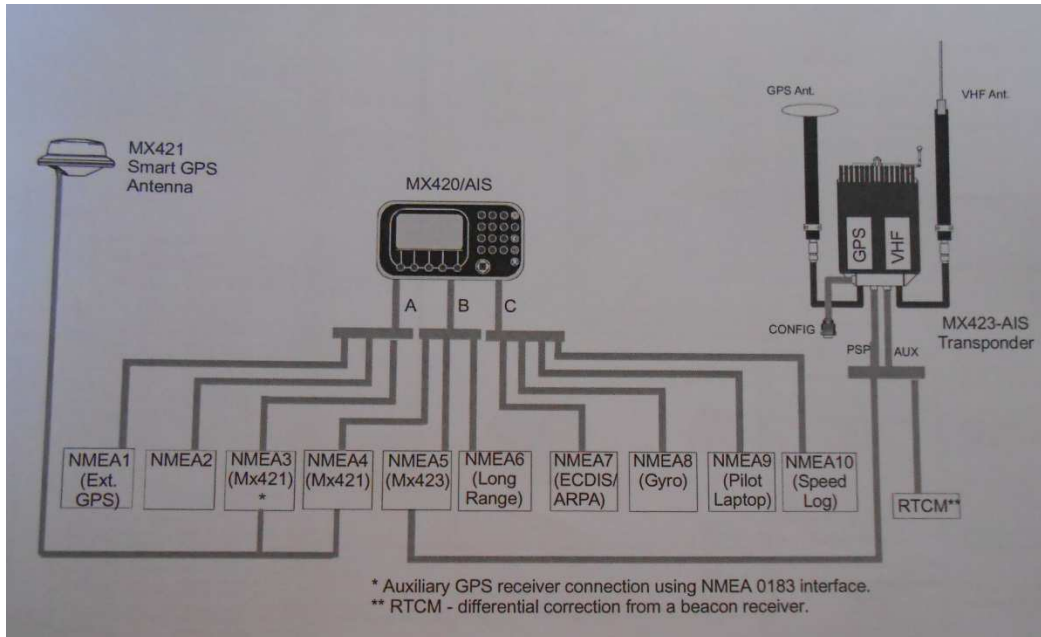 GPS Ant.
VHF Ant.
MX421
Smart GPS
Antenna
MX420/AIS
GPS
VHF
A
B
C
CONFIG
PSP
AUX
MX423-AIS
Transponder
NMEA1
(Ext.
GPS)
NMEA2
NMEA3
(Mx421)
*
NMEA4
(Mx421)
NMEA5
(Mx423)
NMEA6
(Long
Range)
NMEA7
(ECDIS/
ARPA)
NMEA8
(Gyro)
NMEA9
(Pilot
Laptop)
NMEA10
(Speed
Log)
RTCM**
* Auxiliary GPS receiver connection using NMEA 0183 interface.
** RTCM - differential correction from a beacon receiver.